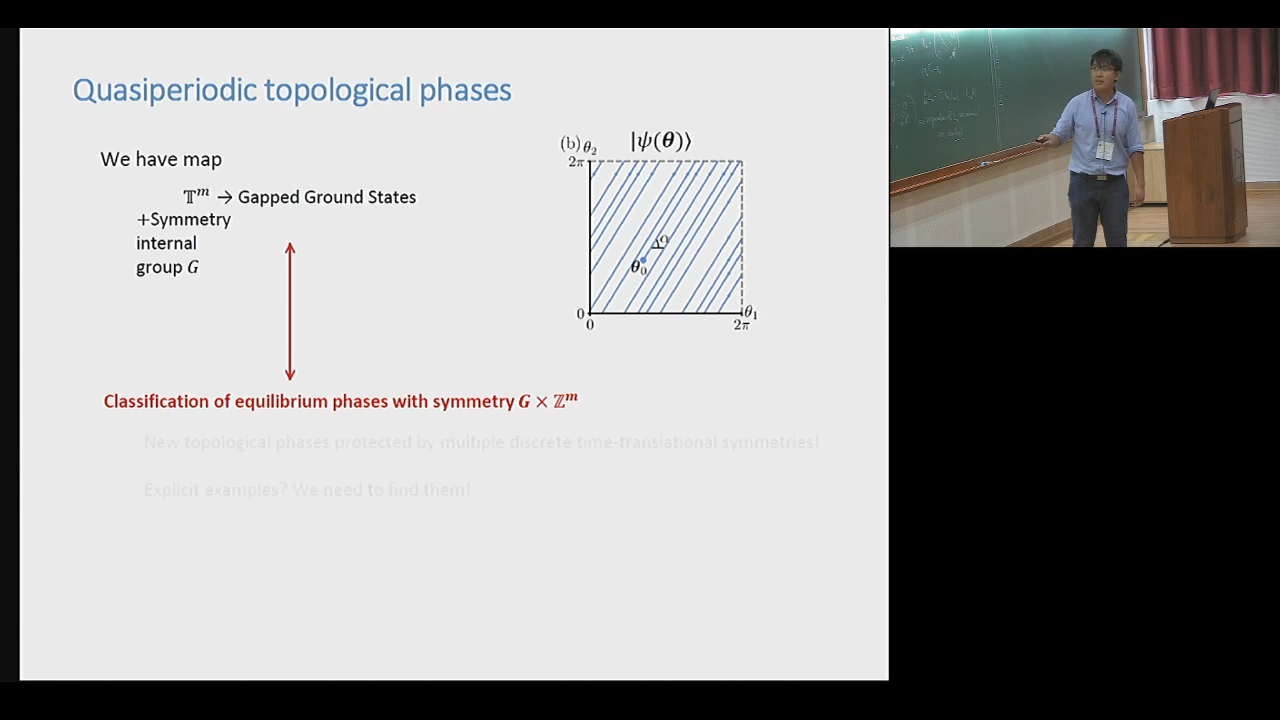 Quasiperiodic topological phases
We have map
𝕋ᵐ → Gapped Ground States
+Symmetry
internal
group G
(b) θ₂
|ψ(θ)⟩
2π
θ₀
0
θ₁
0
2π
Classification of equilibrium phases with symmetry G × ℤᵐ
New topological phases protected by multiple discrete time-translational symmetries!
Explicit examples? We need to find them!